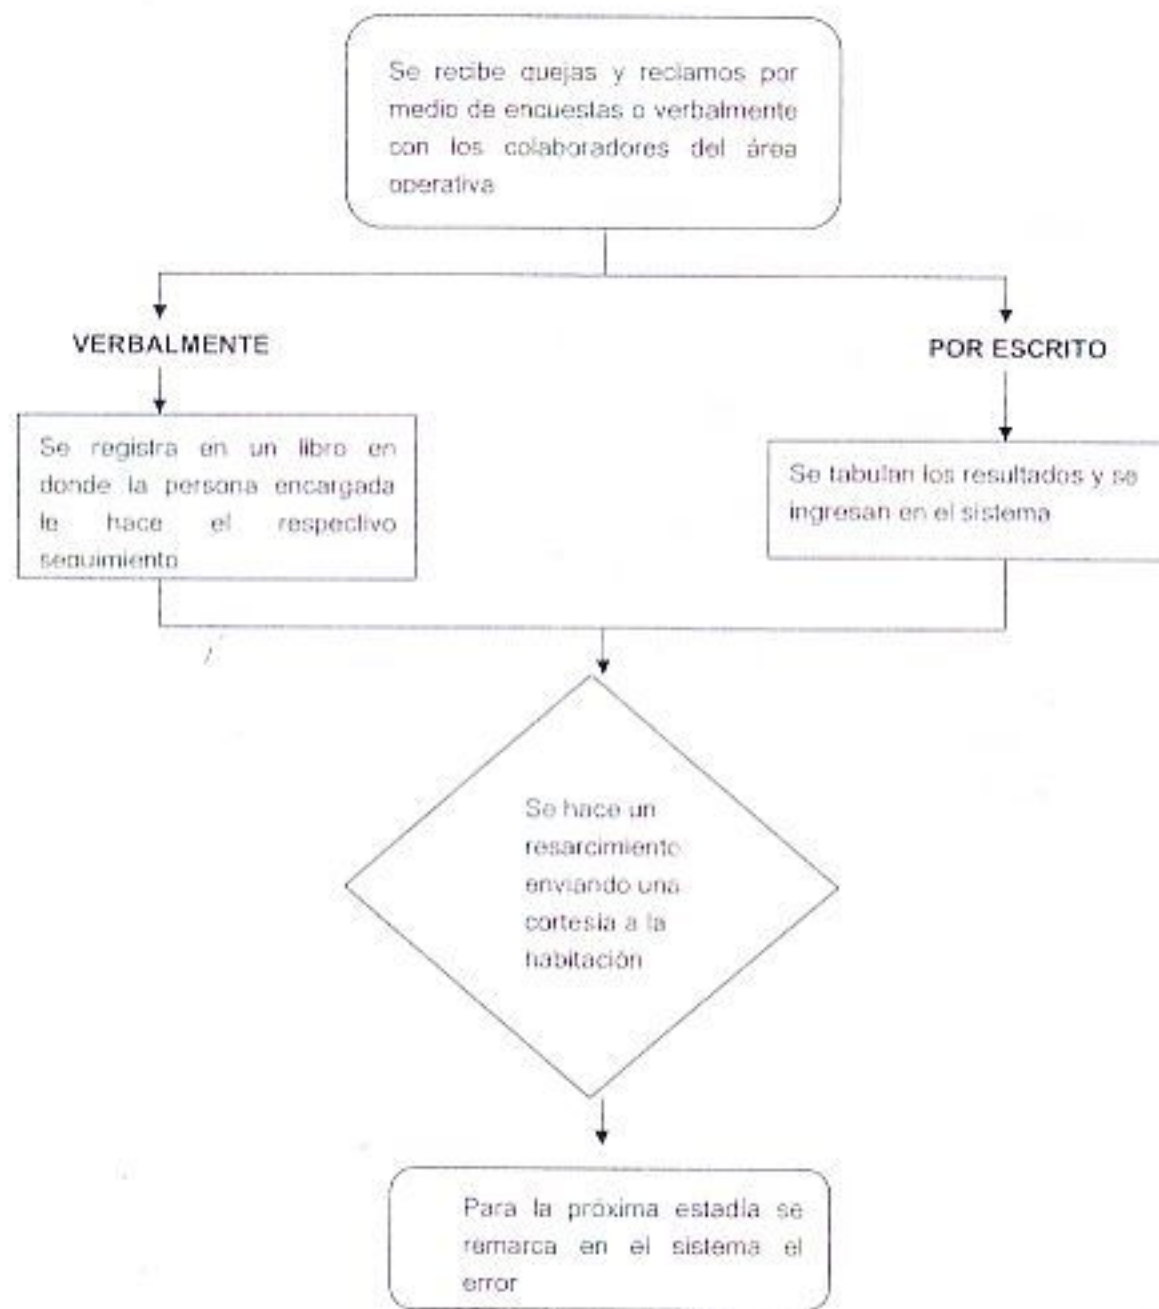 Se recibe quejas y reclamos por
medio de encuestas o verbalmente
con los colaboradores del área
operativa
VERBALMENTE
POR ESCRITO
Se registra en un libro en
donde la persona encargada
le hace el respectivo
seguimiento
Se tabulan los resultados y se
ingresan en el sistema
Se hace un
resarcimiento
enviando una
cortesía a la
habitación
Para la próxima estadía se
remarca en el sistema el
error